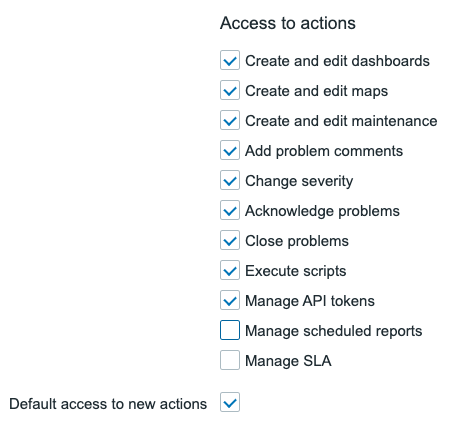 Access to actions
Create and edit dashboards
Create and edit maps
Create and edit maintenance
Add problem comments
Change severity
Acknowledge problems
Close problems
Execute scripts
Manage API tokens
Manage scheduled reports
Manage SLA
Default access to new actions